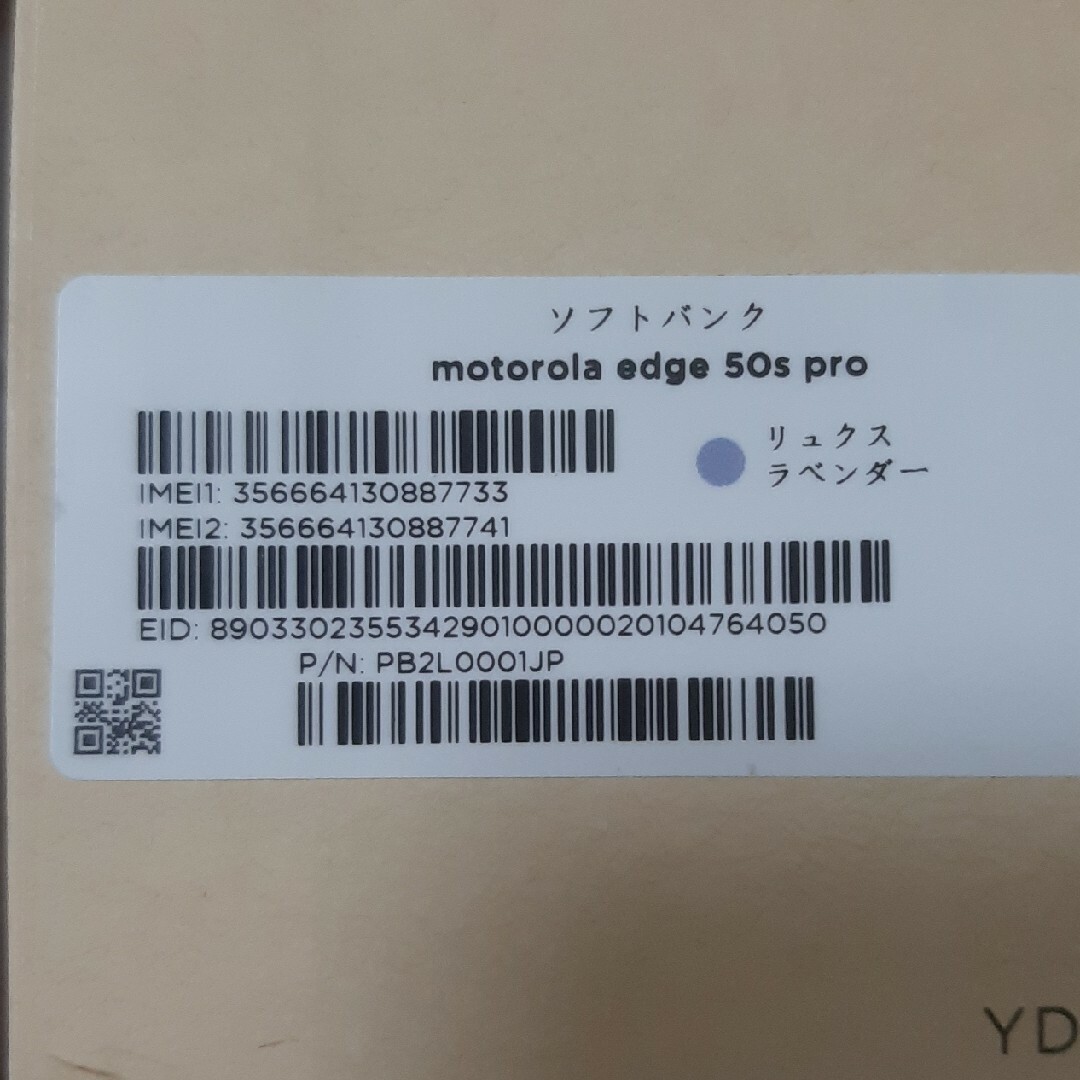 ソフトバンク
motorola edge 50s pro
リュクス
ラベンダー
IMEI1: 356664130887733
IMEI2: 356664130887741
EID: 89033023553429010000020104764050
P/N: PB2L0001JP
YD